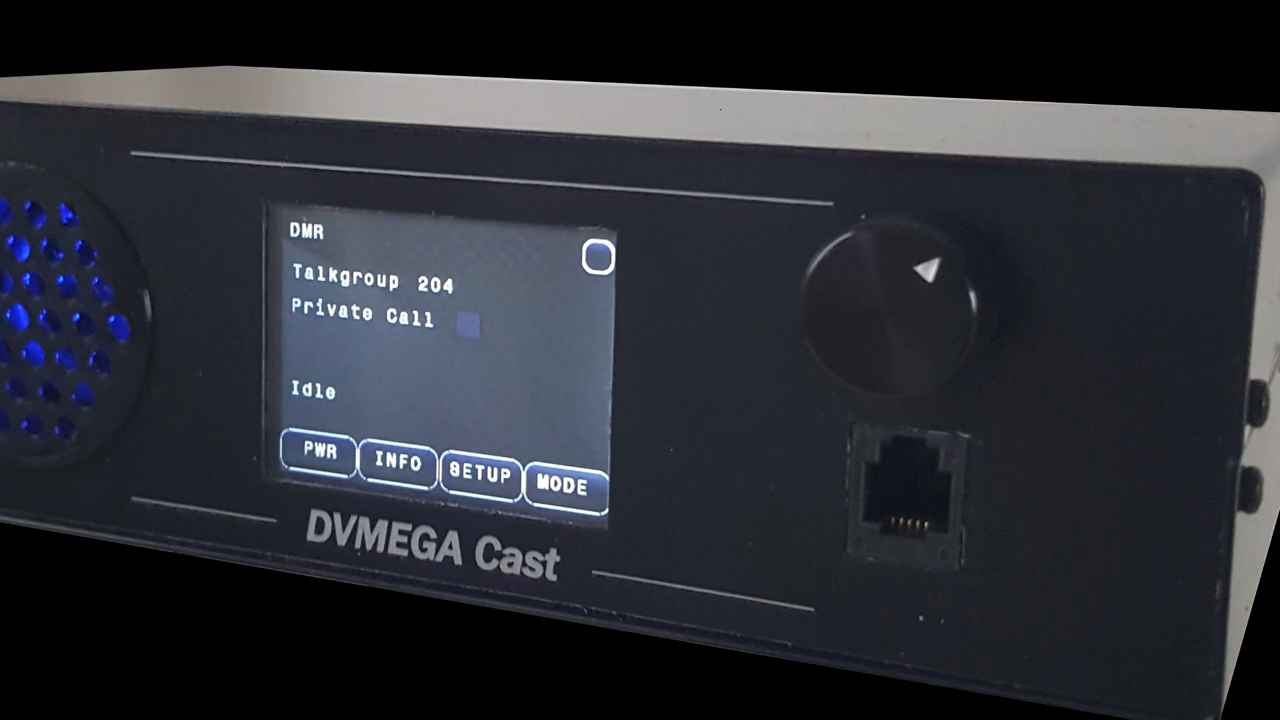 DMR
Talkgroup 204
Private Call
Idle
PWR INFO SETUP MODE
DVMEGA Cast